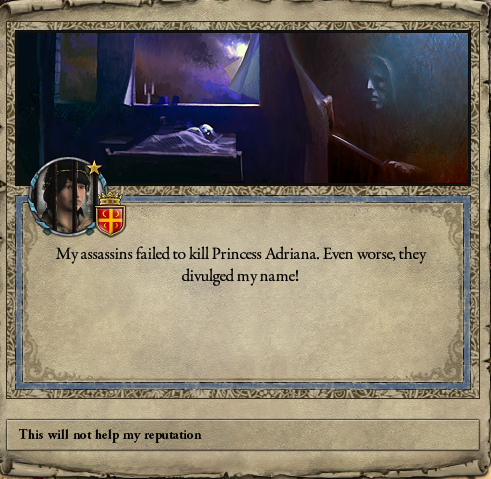 My assassins failed to kill Princess Adriana. Even worse, they
divulged my name!
This will not help my reputation